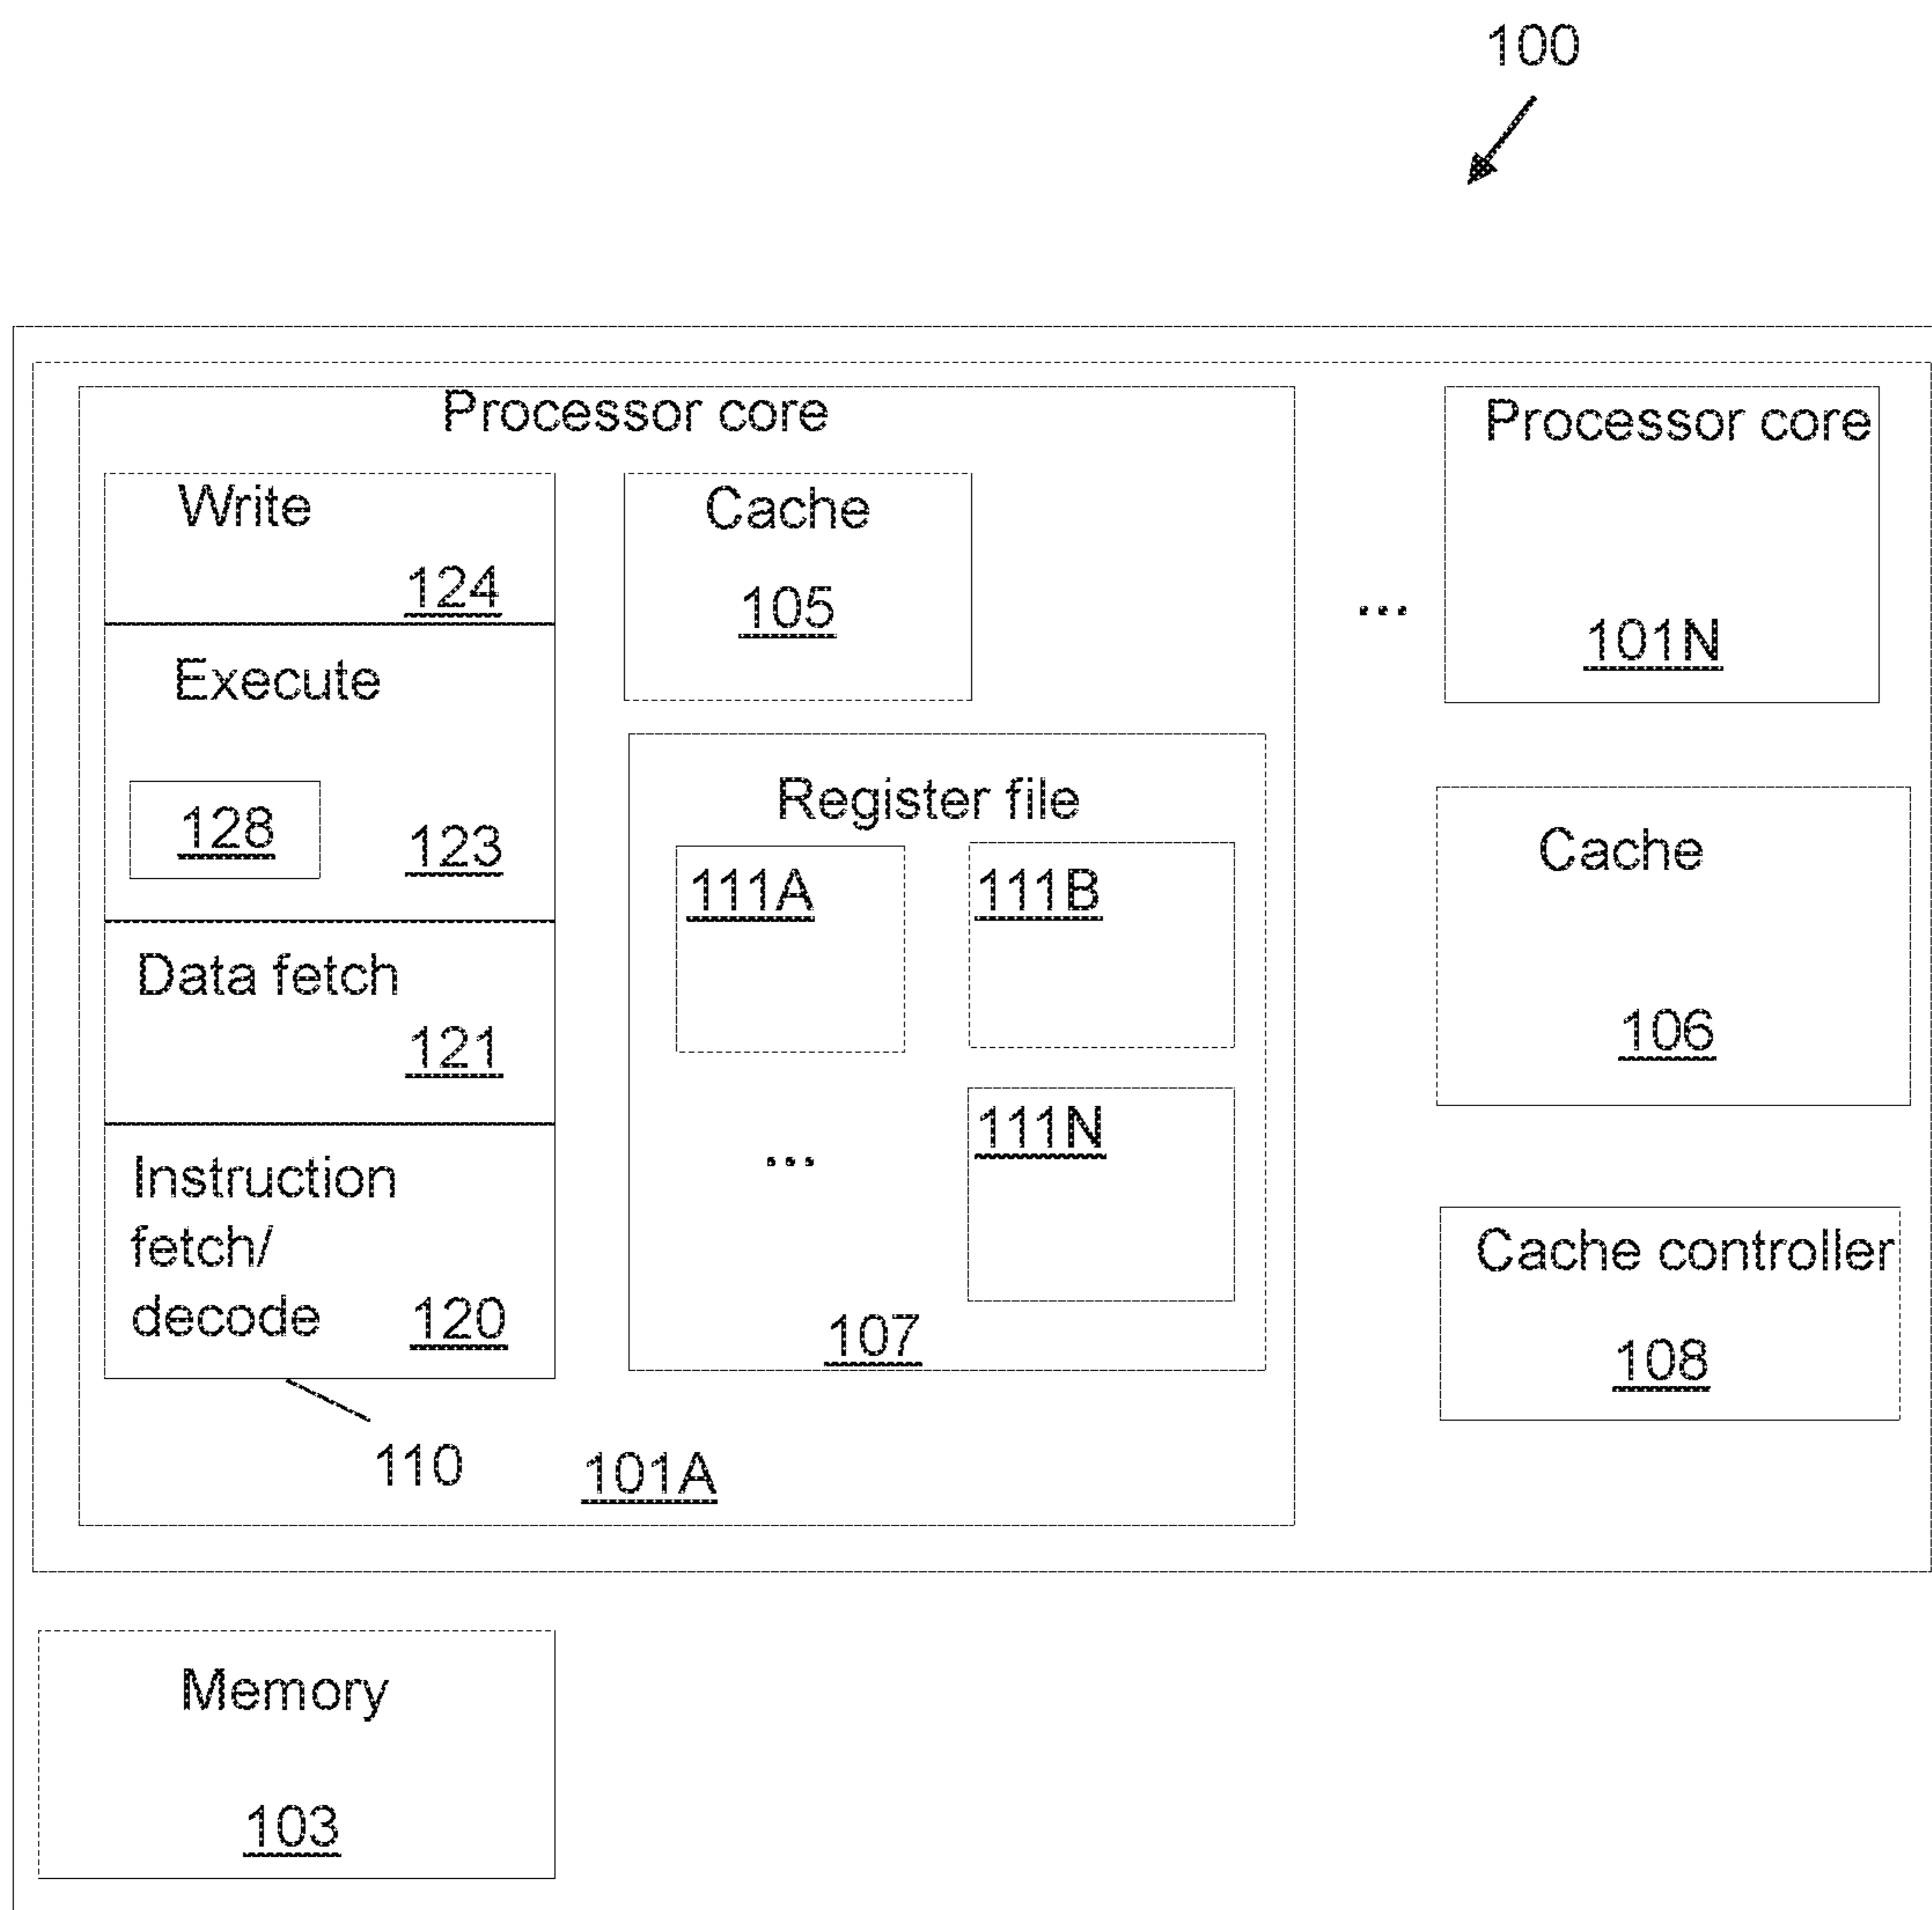 100
Processor core
Write
124
Execute
128
123
Data fetch
121
Instruction
fetch/
decode
120
110
101A
Cache
105
Register file
111A
111B
...
111N
107
...
Processor core
101N
Cache
106
Cache controller
108
Memory
103